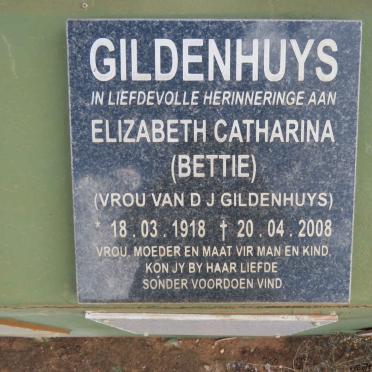 GILDENHUYS
IN LIEFDEVOLLE HERINNERINGE AAN
ELIZABETH CATHARINA
(BETTIE)
(VROU VAN D J GILDENHUYS)
* 18.03.1918 † 20.04.2008
VROU, MOEDER EN MAAT VIR MAN EN KIND,
KON JY BY HAAR LIEFDE
SONDER VOORDOEN VIND.